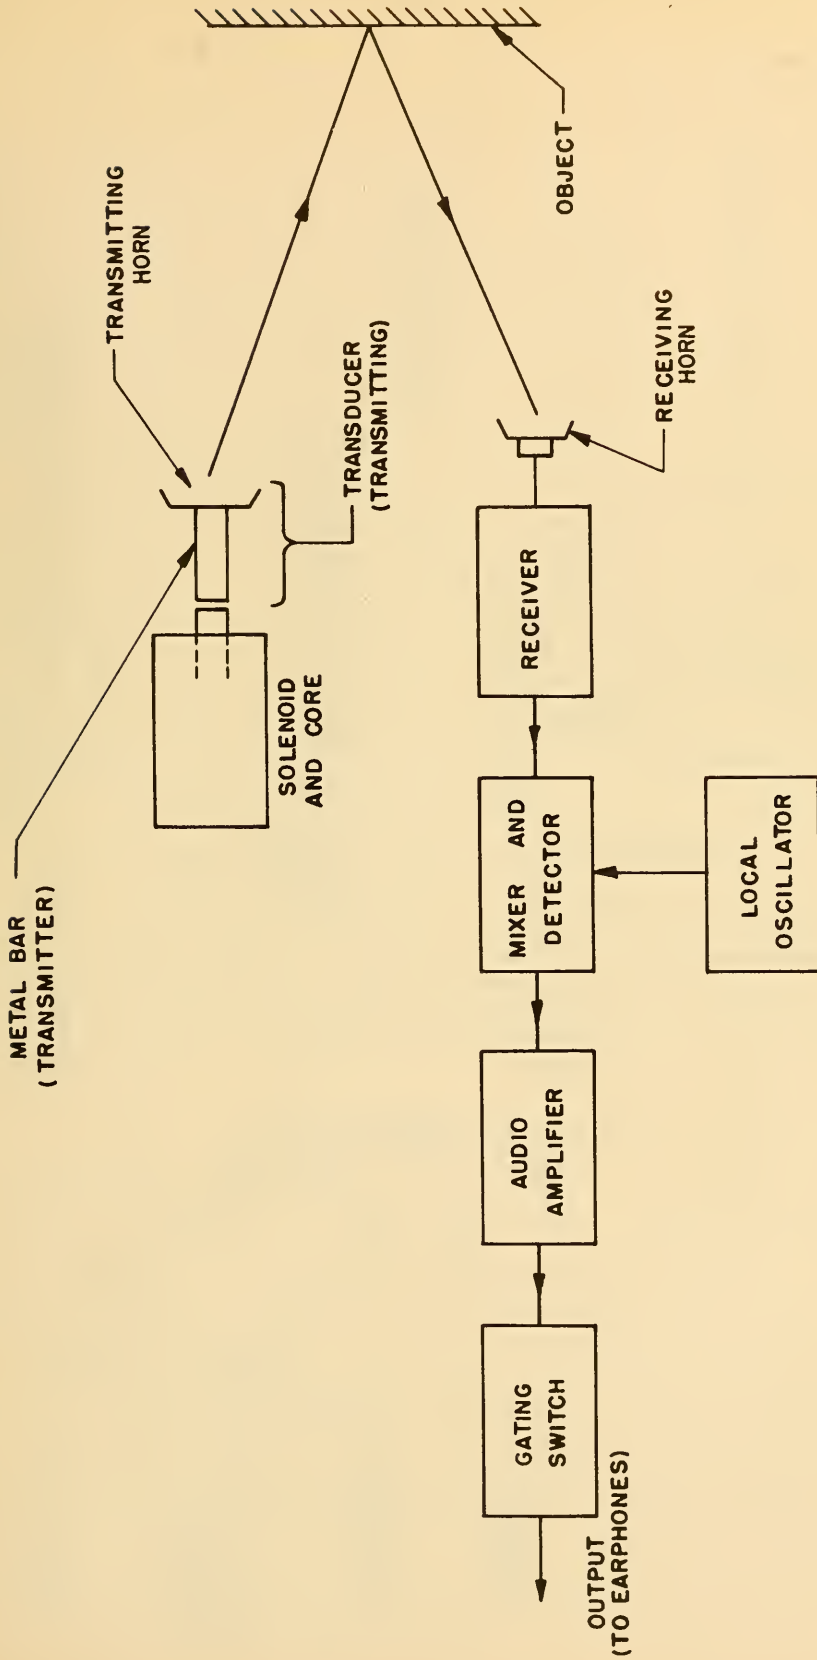 METAL BAR
(TRANSMITTER)
TRANSMITTING
HORN
SOLENOID
AND CORE
TRANSDUCER
(TRANSMITTING)
OBJECT
RECEIVING
HORN
RECEIVER
MIXER AND
DETECTOR
LOCAL
OSCILLATOR
AUDIO
AMPLIFIER
GATING
SWITCH
OUTPUT
(TO EARPHONES)